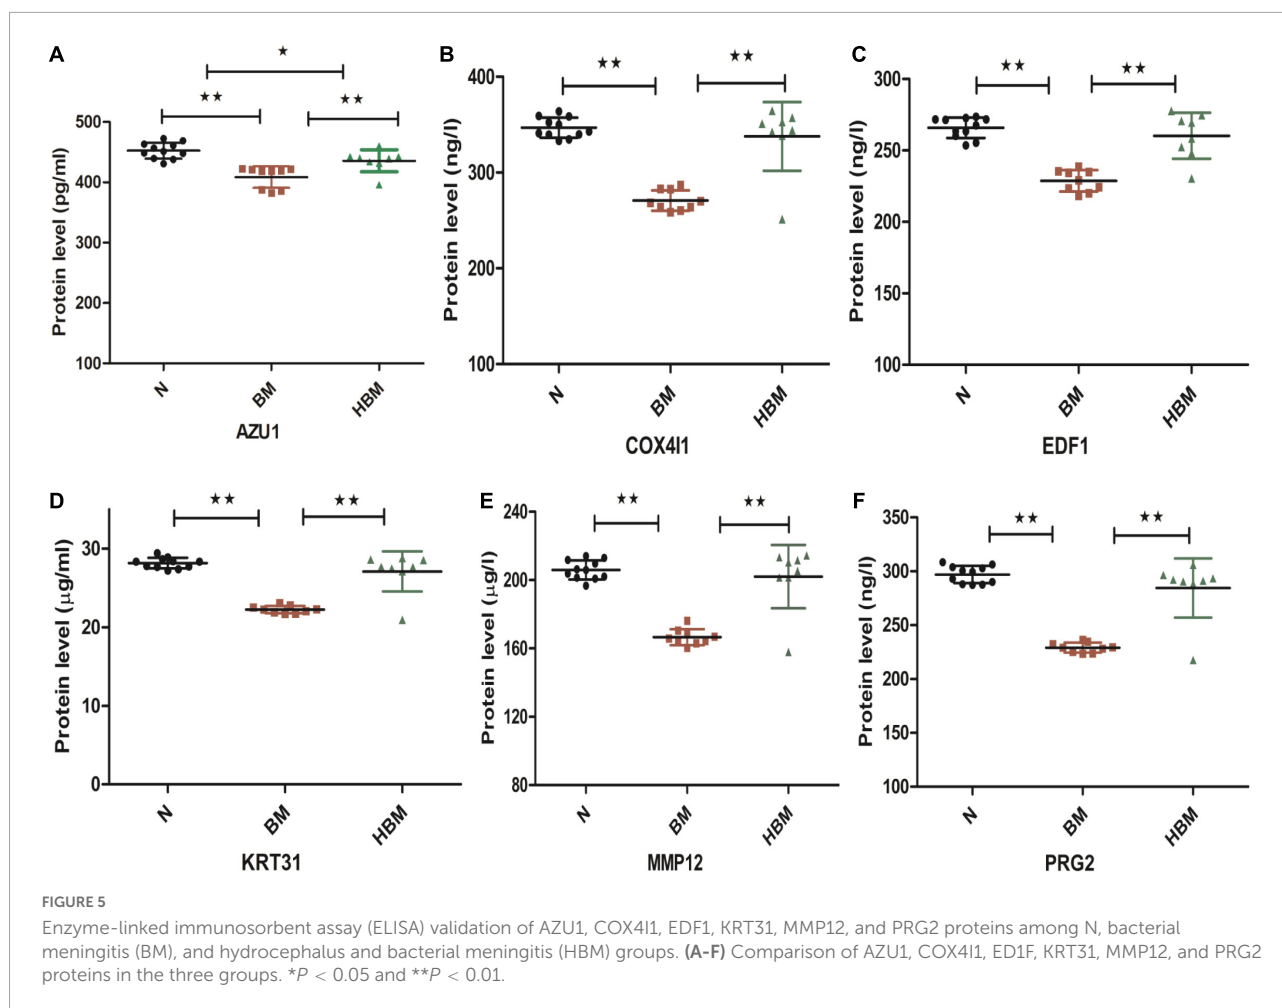 A
★
★★
★★
500
400
300
200
100
Protein level (pg/ml)
N
BM
HBM
AZU1
B
★★
★★
400
300
200
100
Protein level (ng/l)
N
BM
HBM
COX4I1
C
★★
★★
300
250
200
150
100
Protein level (ng/l)
N
BM
HBM
EDF1
D
★★
★★
30
20
10
0
Protein level (μg/ml)
N
BM
HBM
KRT31
E
★★
★★
240
200
160
120
80
Protein level (μg/l)
N
BM
HBM
MMP12
F
★★
★★
350
300
250
200
150
100
Protein level (ng/l)
N
BM
HBM
PRG2
FIGURE 5
Enzyme-linked immunosorbent assay (ELISA) validation of AZU1, COX4I1, EDF1, KRT31, MMP12, and PRG2 proteins among N, bacterial
meningitis (BM), and hydrocephalus and bacterial meningitis (HBM) groups. (A-F) Comparison of AZU1, COX4I1, ED1F, KRT31, MMP12, and PRG2
proteins in the three groups. *P < 0.05 and **P < 0.01.